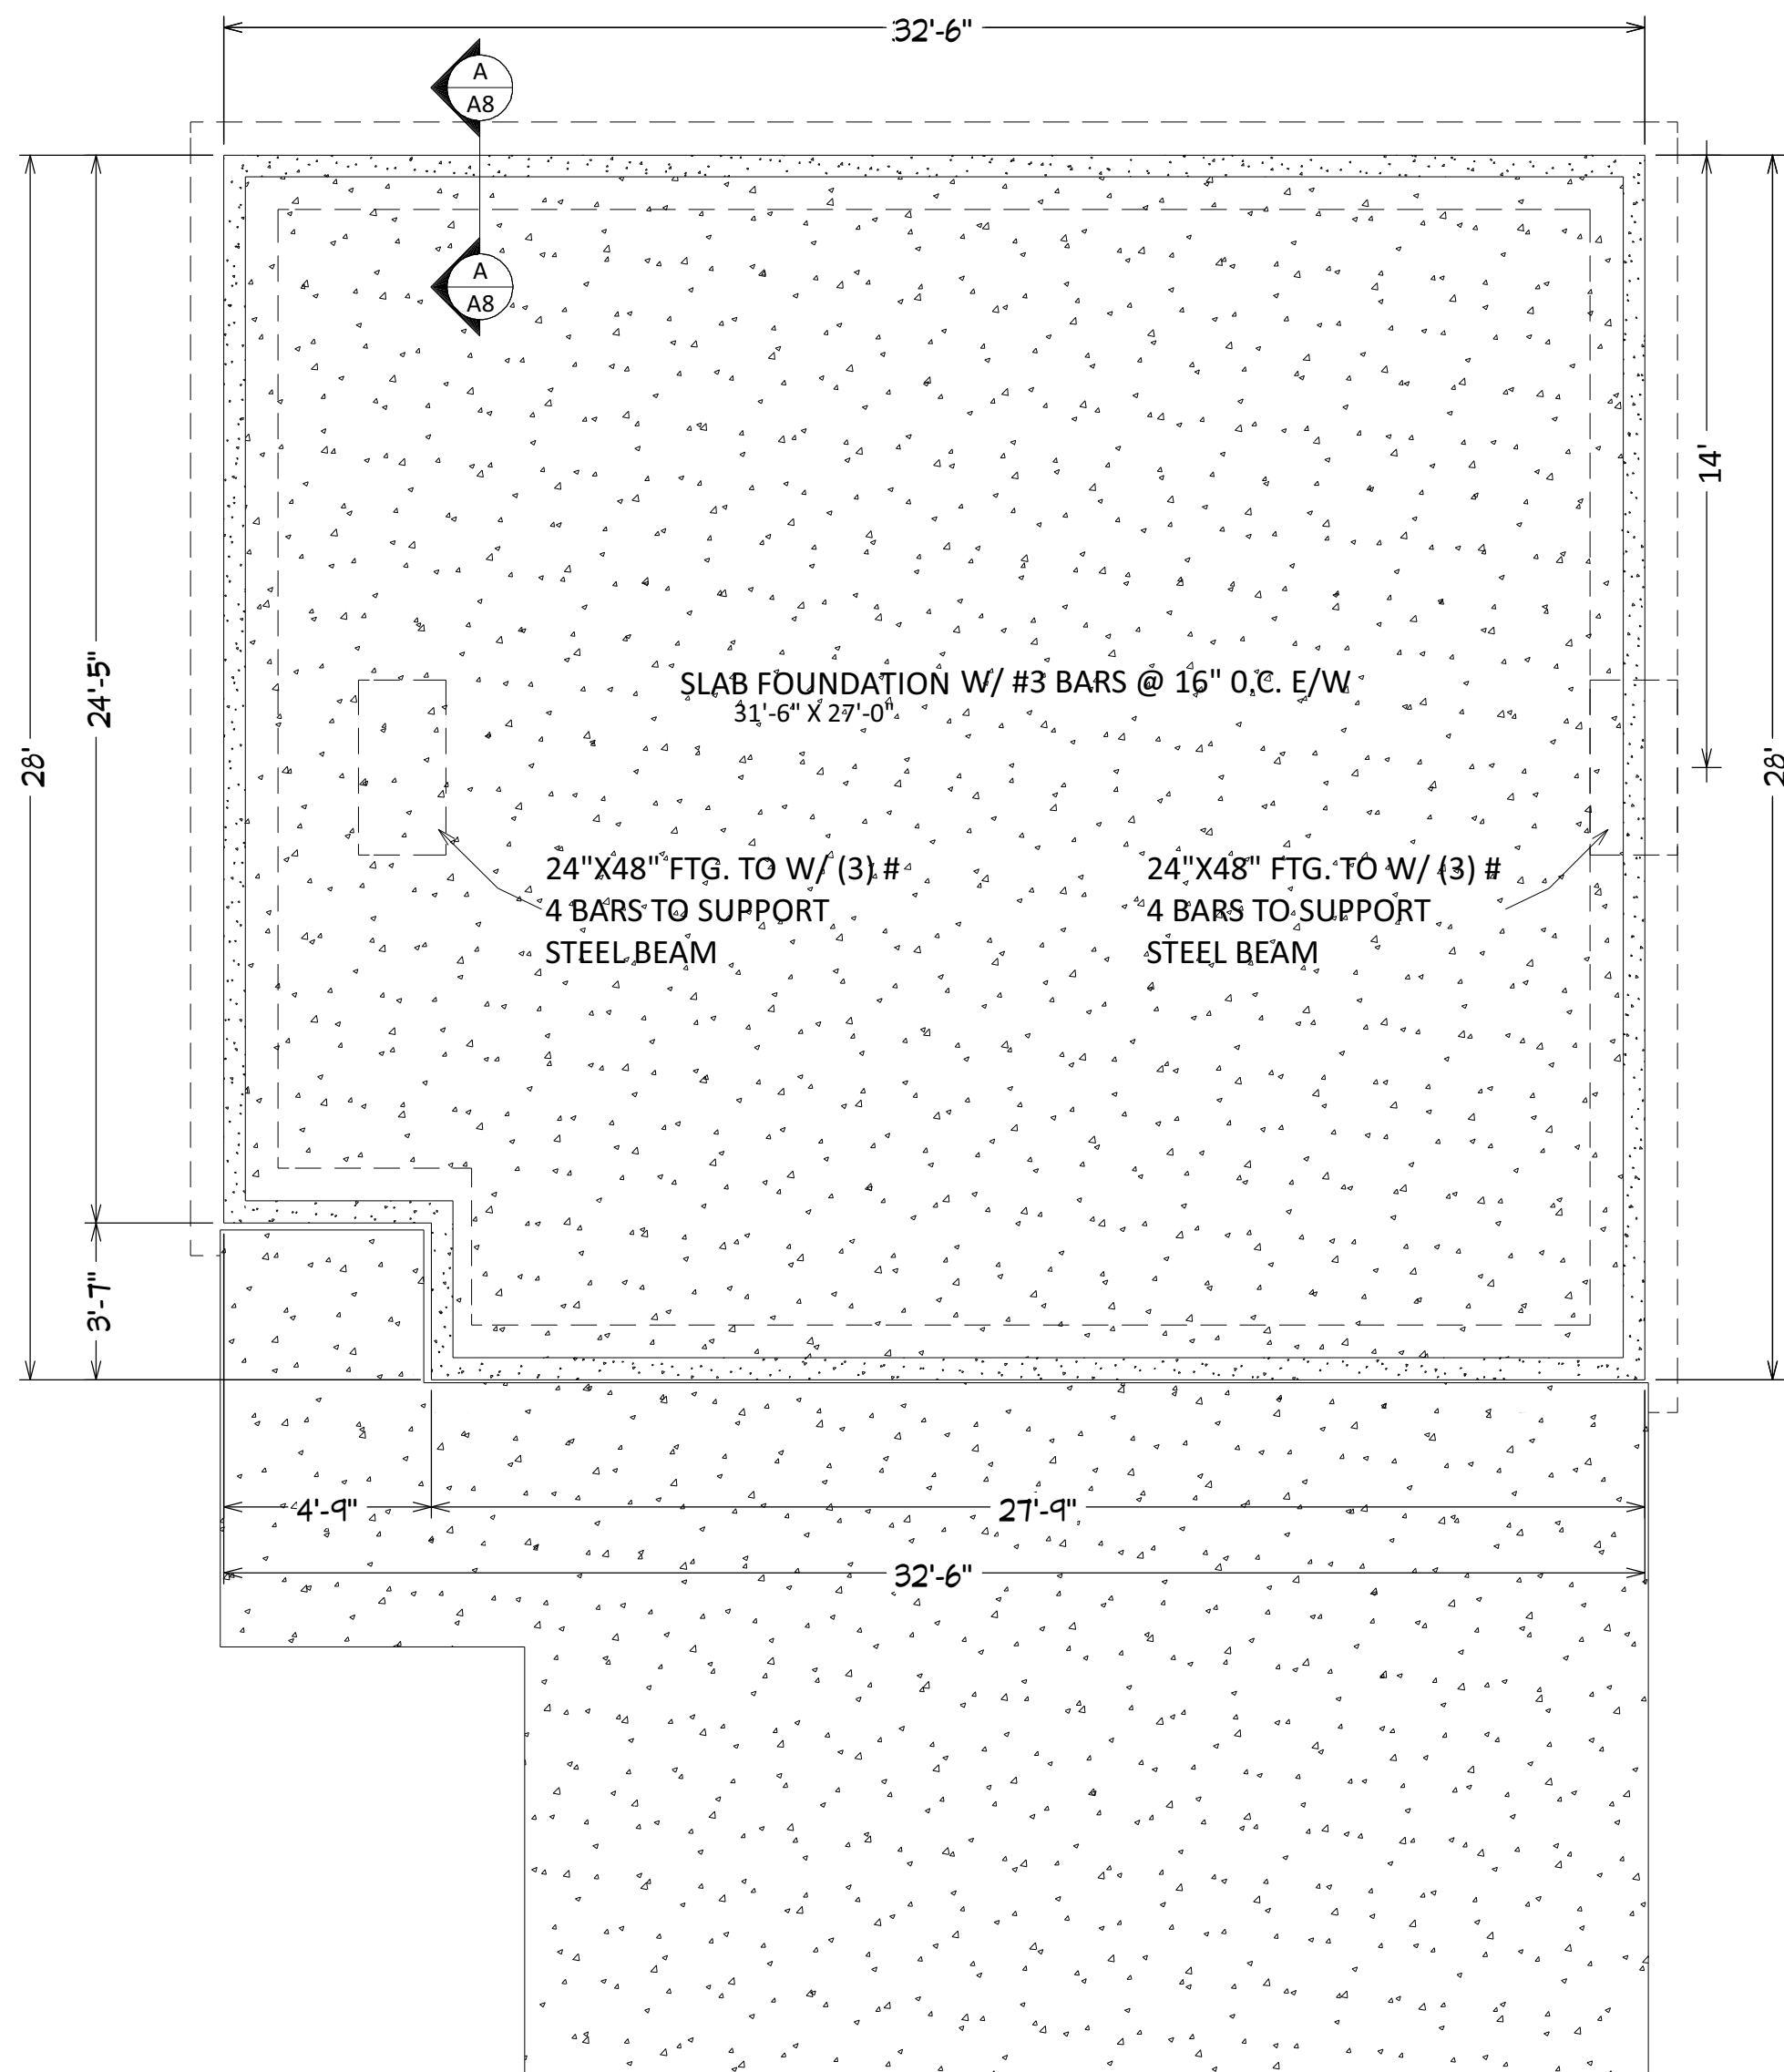 32'-6"
A
A8
A
A8
14'
24'-5"
28'
28'
SLAB FOUNDATION W/ #3 BARS @ 16" O.C. E/W
31'-6" X 27'-0"
24"X48" FTG. TO W/ (3) #
4 BARS TO SUPPORT
STEEL BEAM
24"X48" FTG. TO W/ (3) #
4 BARS TO SUPPORT
STEEL BEAM
3'-7"
4'-9"
27'-9"
32'-6"